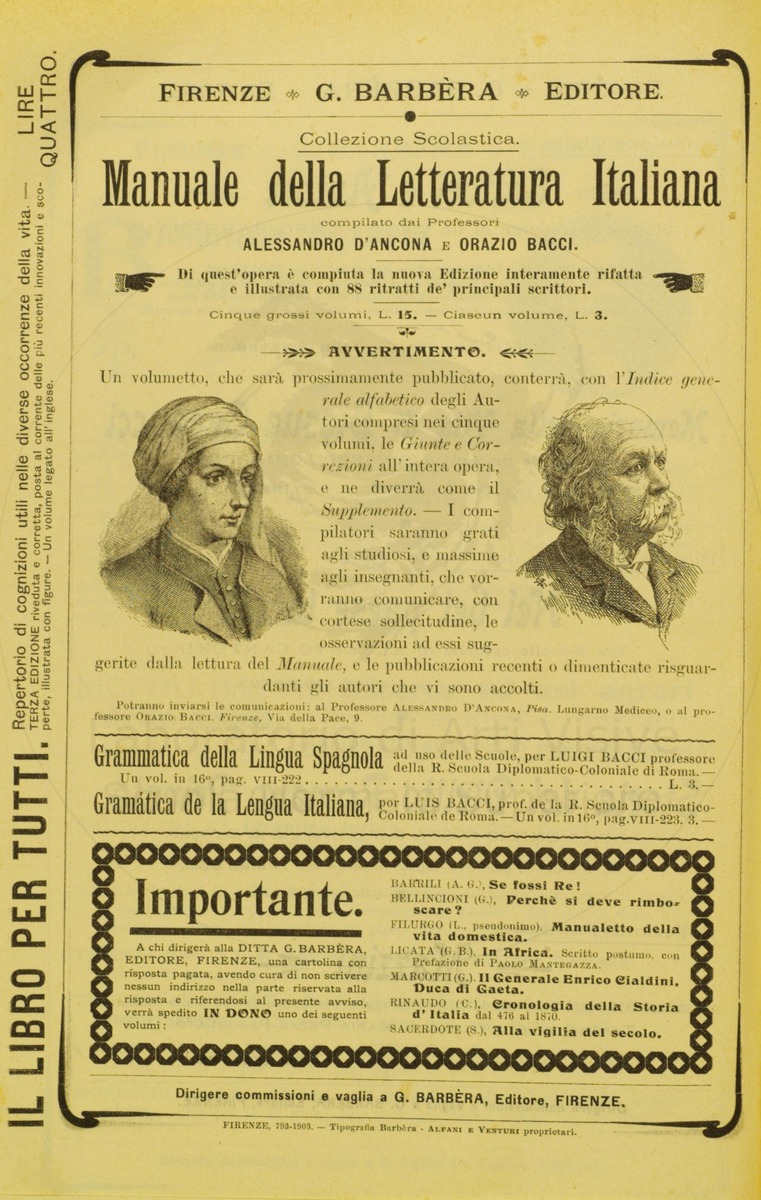 FIRENZE G. BARBÈRA EDITORE.
Collezione Scolastica.
Manuale della Letteratura Italiana
compilato dai Professori
ALESSANDRO D'ANCONA E ORAZIO BACCI.
Di quest'opera è compiuta la nuova Edizione interamente rifatta
e illustrata con 88 ritratti de' principali scrittori.
Cinque grossi volumi, L. 15. — Ciascun volume, L. 3.
AVVERTIMENTO.
Un volumetto, che sarà prossimamente pubblicato, conterrà, con l'Indice gene-
rale alfabetico degli Au-
tori compresi nei cinque
volumi, le Giunte e Cor-
rezioni all'intera opera,
e ne diverrà come il
Supplemento. — I com-
pilatori saranno grati
agli studiosi, e massime
agli insegnanti, che vor-
ranno comunicare, con
cortese sollecitudine, le
osservazioni ad essi sug-
gerite dalla lettura del Manuale, e le pubblicazioni recenti o dimenticate risguar-
danti gli autori che vi sono accolti.
Potranno inviarsi le comunicazioni: al Professore ALESSANDRO D'ANCONA, Pisa. Lungarno Mediceo, o al pro-
fessore ORAZIO BACCI. Firenze, Via della Pace, 9.
Grammatica della Lingua Spagnola ad uso delle Scuole, per LUIGI BACCI professore
della R. Scuola Diplomatico-Coloniale di Roma.—
Un vol. in 16º, pag. VIII-222 . . . . . . . . . . . . . . . . . . . . . . . . . . . . L. 3.—
Gramática de la Lengua Italiana, por LUIS BACCI, prof. de la R. Scuola Diplomatico-
Coloniale de Roma.—Un vol. in 16º, pag. VIII-223. 3.—
Importante.
A chi dirigerà alla DITTA G. BARBÈRA,
EDITORE, FIRENZE, una cartolina con
risposta pagata, avendo cura di non scrivere
nessun indirizzo nella parte riservata alla
risposta e riferendosi al presente avviso,
verrà spedito IN DONO uno dei seguenti
volumi:
BARRILI (A. G.), Se fossi Re!
BELLINCIONI (G.), Perchè si deve rimbo-
scare?
FILURGO (L., pseudonimo). Manualetto della
vita domestica.
LICATA (G. B.). In Africa. Scritto postumo, con
Prefazione di PAOLO MANTEGAZZA.
MARCOTTI (G.). Il Generale Enrico Cialdini,
Duca di Gaeta.
RINAUDO (C.), Cronologia della Storia
d'Italia dal 476 al 1870.
SACERDOTE (S.), Alla vigilia del secolo.
Dirigere commissioni e vaglia a G. BARBÈRA, Editore, FIRENZE.
FIRENZE, 793-1903. — Tipografia Barbèra - ALFANI E VENTURI proprietari.
IL LIBRO PER TUTTI. Repertorio di cognizioni utili nelle diverse occorrenze della vita. —
TERZA EDIZIONE riveduta e corretta, posta al corrente delle più recenti innovazioni e sco-
perte, illustrata con figure. — Un volume legato all'inglese.
LIRE
QUATTRO.